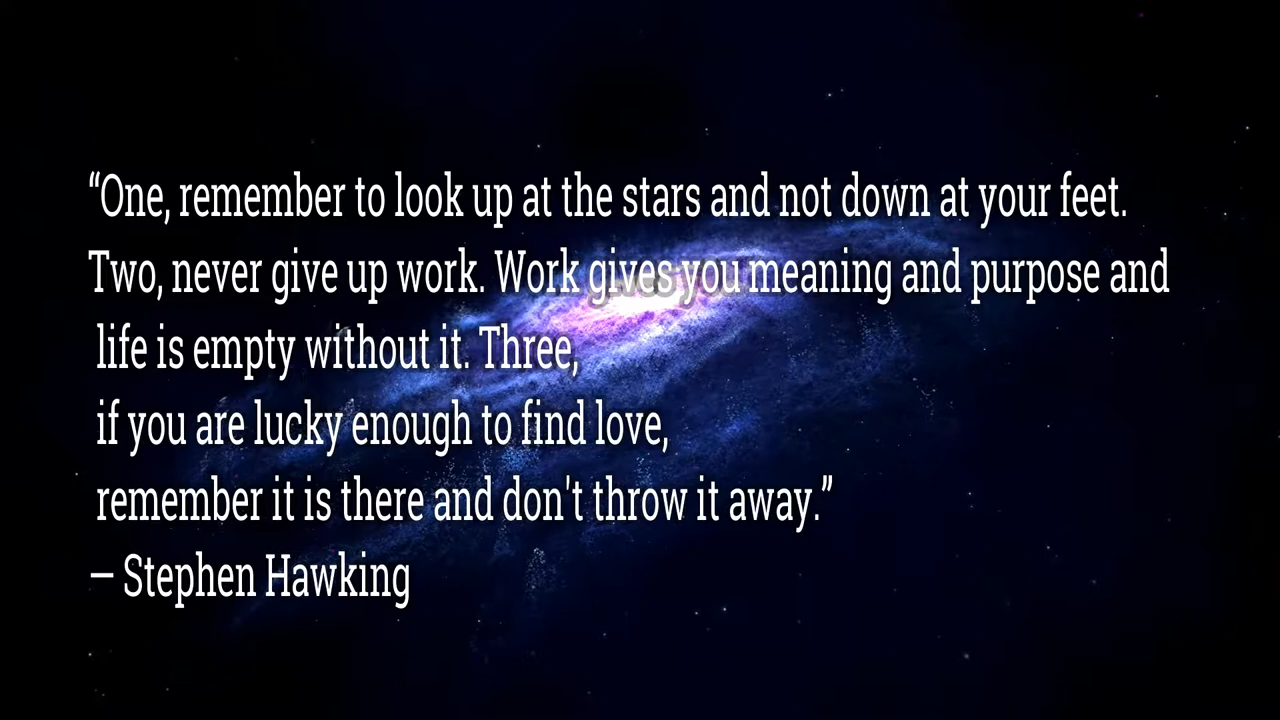 “One, remember to look up at the stars and not down at your feet.
Two, never give up work. Work gives you meaning and purpose and
life is empty without it. Three,
if you are lucky enough to find love,
remember it is there and don't throw it away.”
– Stephen Hawking